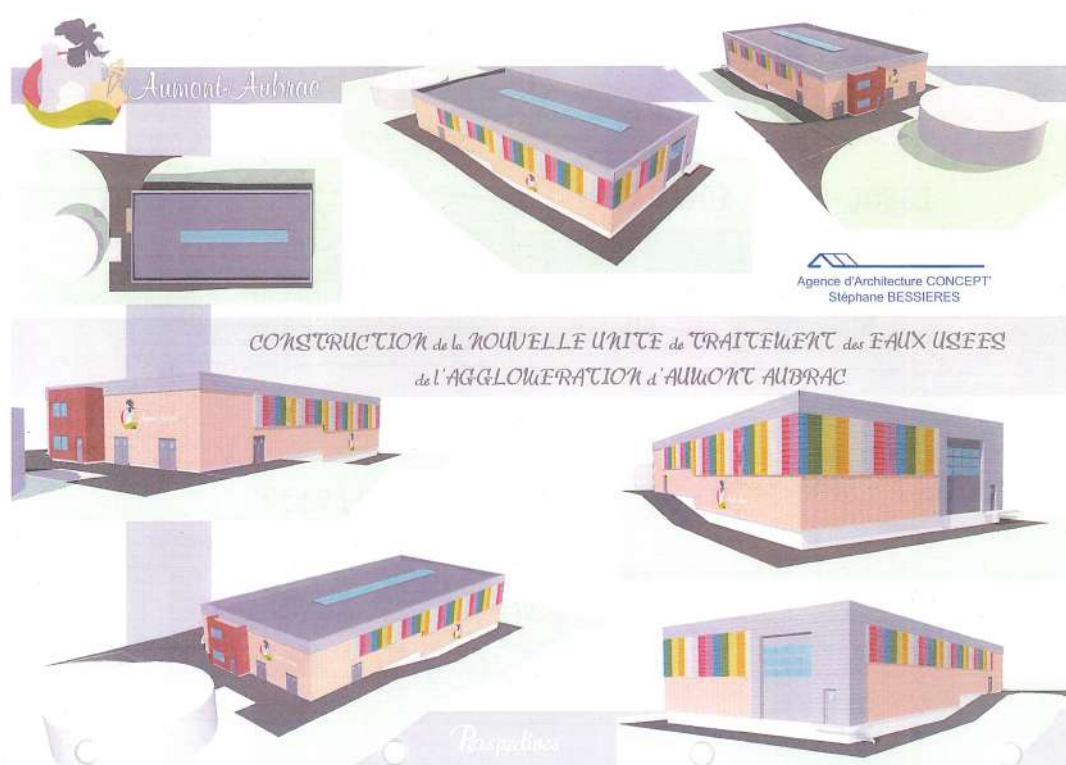 Aumont-Aubrac
Agence d'Architecture CONCEPT'
Stéphane BESSIERES
CONSTRUCTION de la NOUVELLE UNITE de TRAITEMENT des EAUX USEES
de l'AGGLOMERATION d'AUMONT AUBRAC
Perspectives